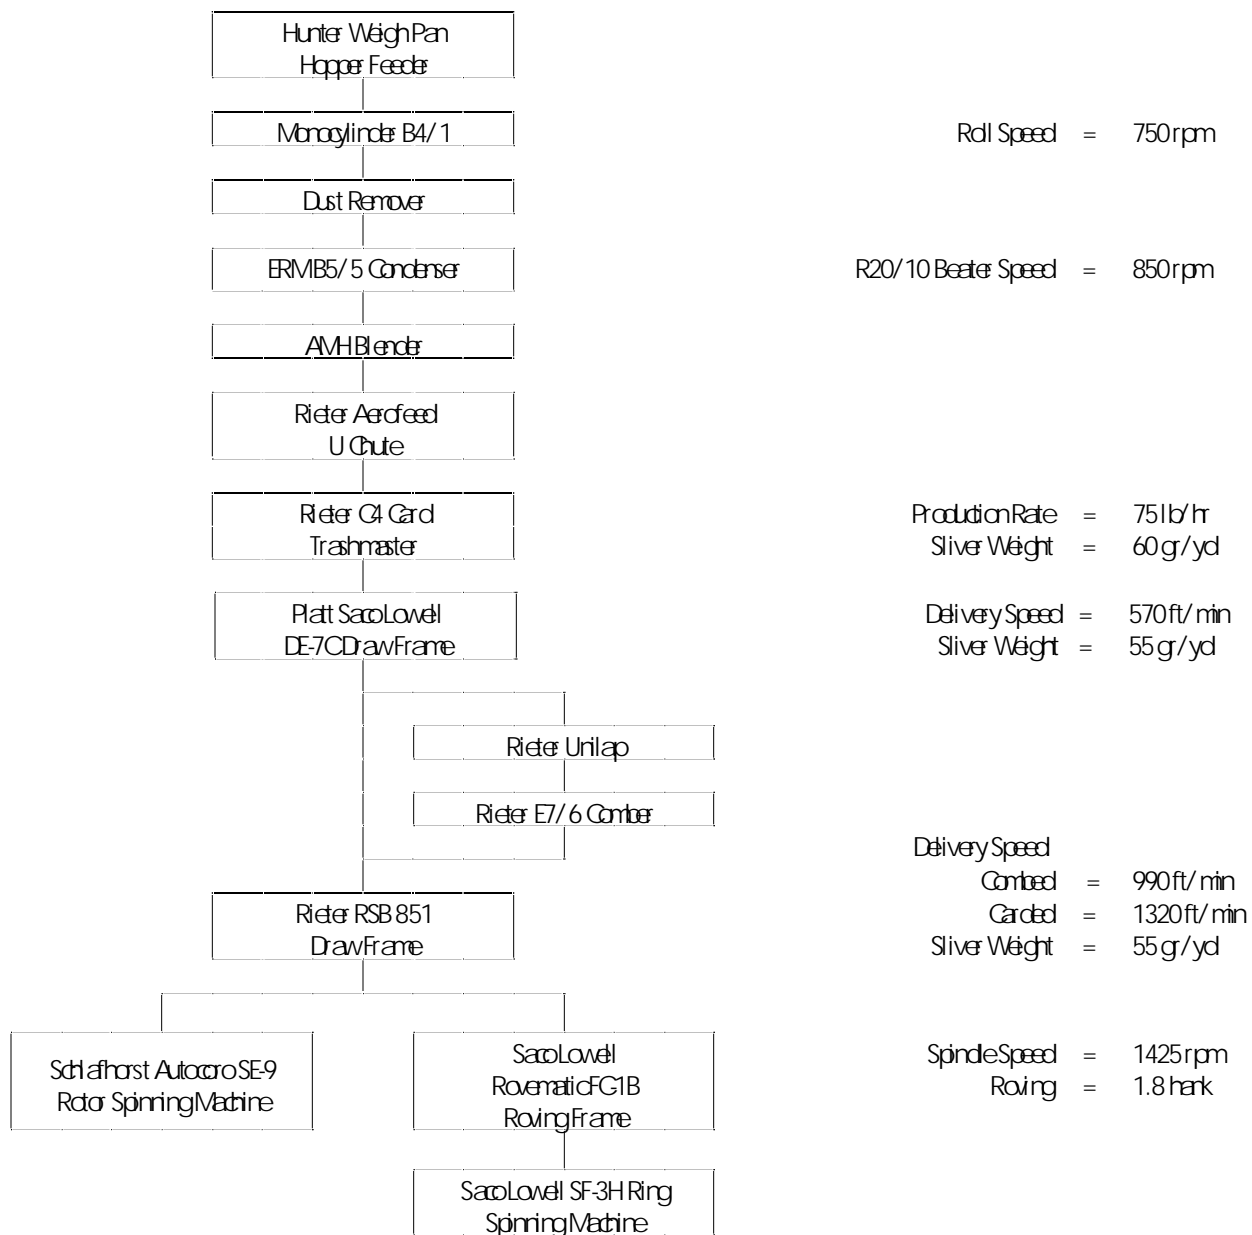 Hunter Weigh Pan
Hopper Feeder
Monocylinder B4/1
Roll Speed = 750 rpm
Dust Remover
ERM B5/5 Condenser
R20/10 Beater Speed = 850 rpm
AMH Blender
Rieter Aerofeed
U Chute
Rieter C4 Card
Trashmaster
Production Rate = 75 lb/hr
Sliver Weight = 60 gr/yd
Platt Saco Lowell
DE-7C Draw Frame
Delivery Speed = 570 ft/min
Sliver Weight = 55 gr/yd
Rieter Unilap
Rieter E7/6 Comber
Rieter RSB 851
Draw Frame
Delivery Speed
Combed = 990 ft/min
Carded = 1320 ft/min
Sliver Weight = 55 gr/yd
Schlafhorst Autocoro SE-9
Rotor Spinning Machine
Saco Lowell
Rovematic FC-1B
Roving Frame
Spindle Speed = 1425 rpm
Roving = 1.8 hank
Saco Lowell SF-3H Ring
Spinning Machine